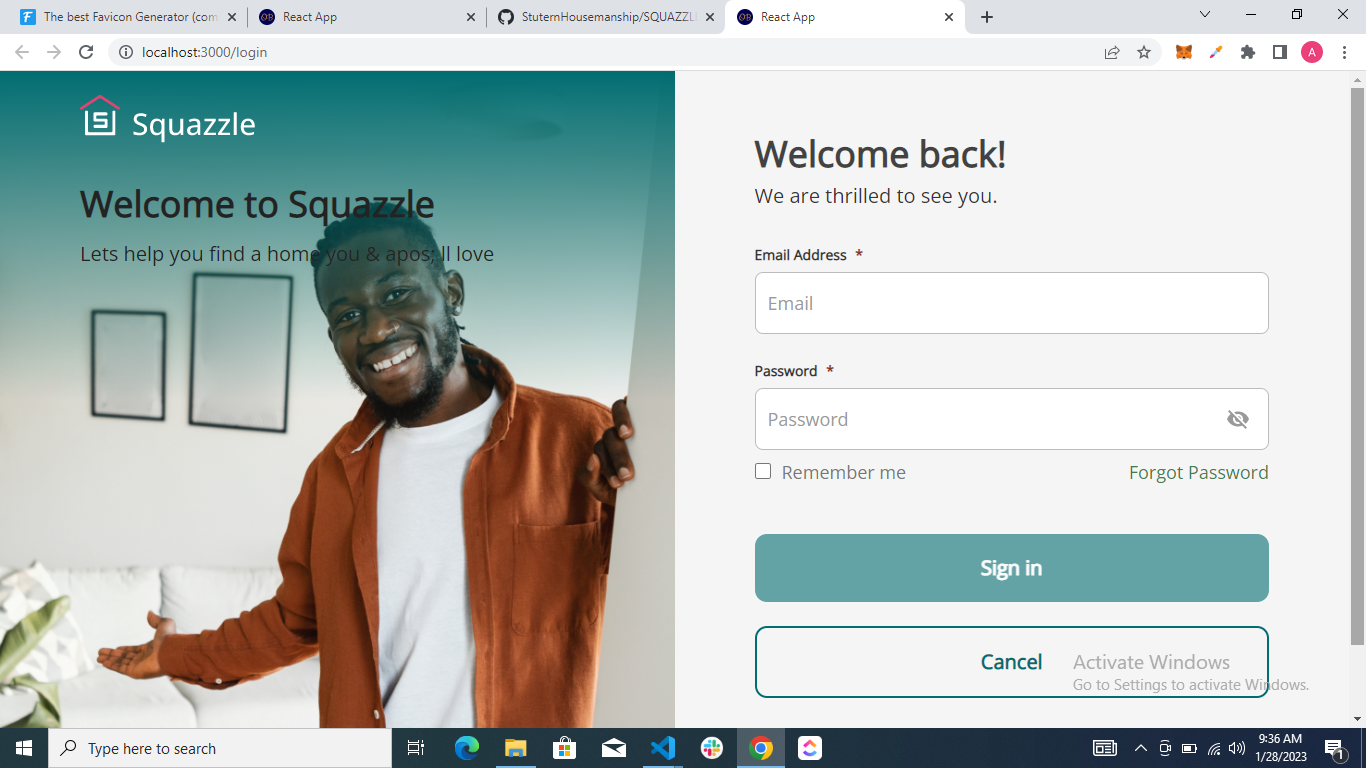 The best Favicon Generator (com
React App
StuternHousemanship/SQUAZZL
React App
localhost:3000/login
A
Squazzle
Welcome to Squazzle
Lets help you find a home you & apos; ll love
Welcome back!
We are thrilled to see you.
Email Address *
Email
Password *
Password
Remember me
Forgot Password
Sign in
Cancel
Activate Windows
Go to Settings to activate Windows.
Type here to search
9:36 AM
1/28/2023
1